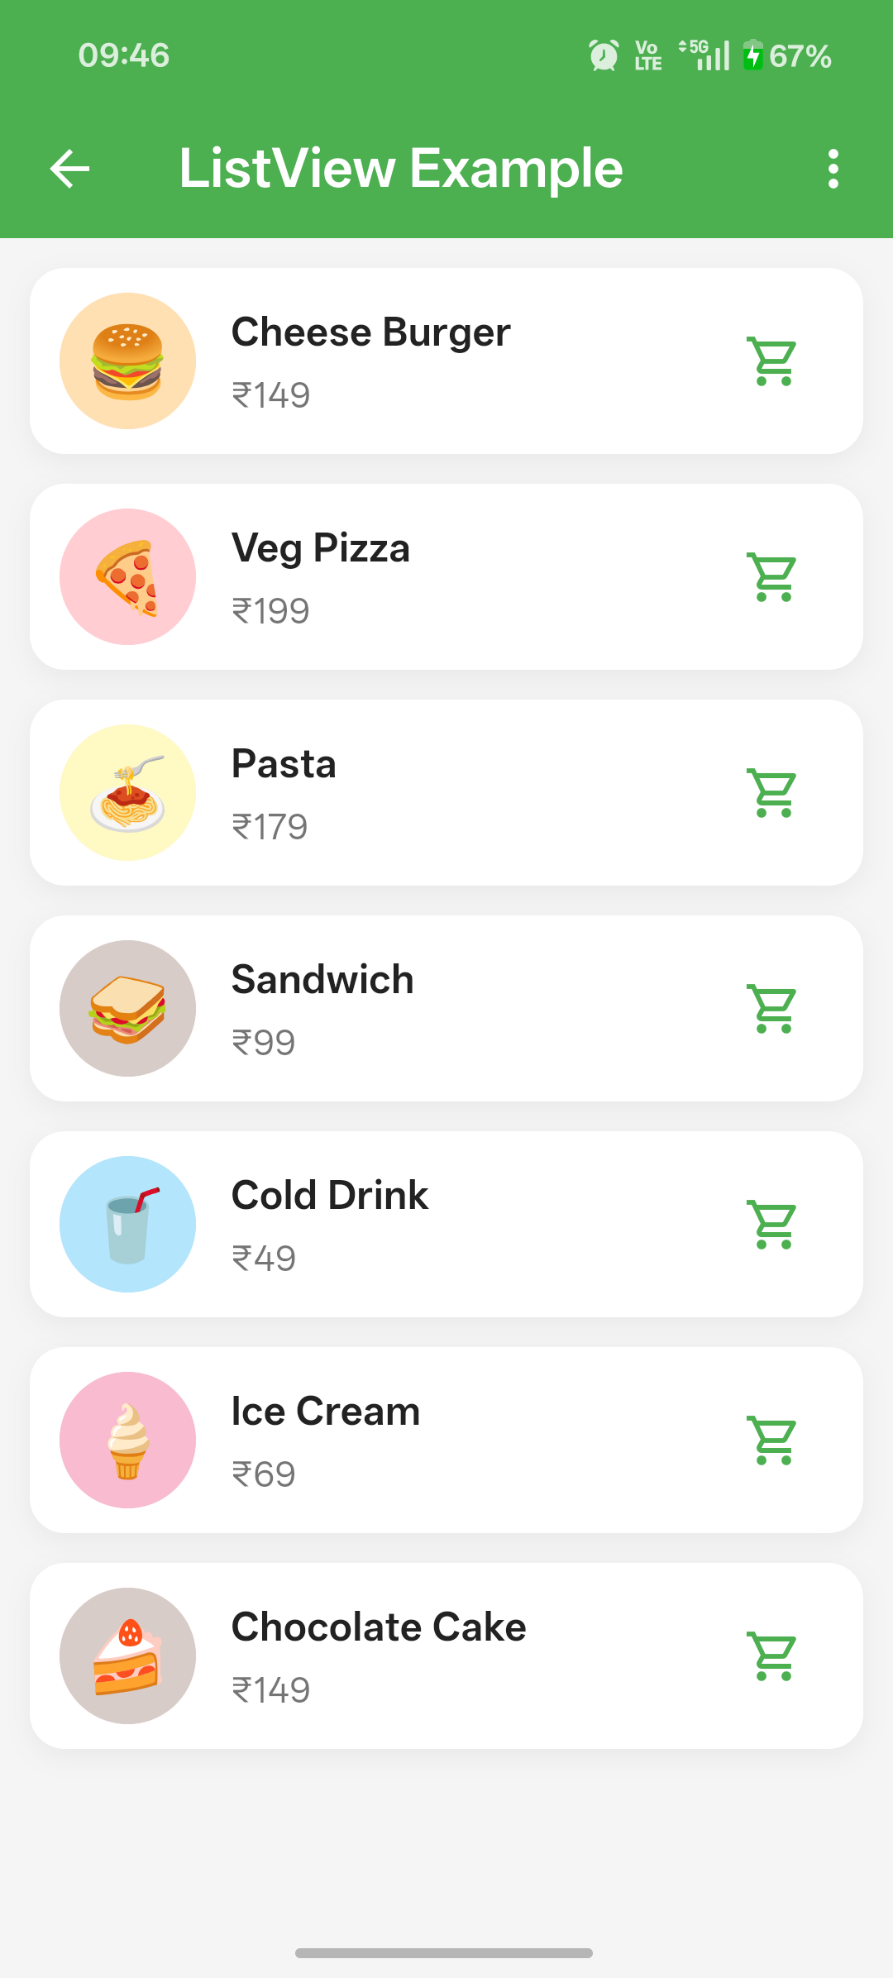 09:46
Vo
LTE
5G
67%
ListView Example
Cheese Burger
₹149
Veg Pizza
₹199
Pasta
₹179
Sandwich
₹99
Cold Drink
₹49
Ice Cream
₹69
Chocolate Cake
₹149